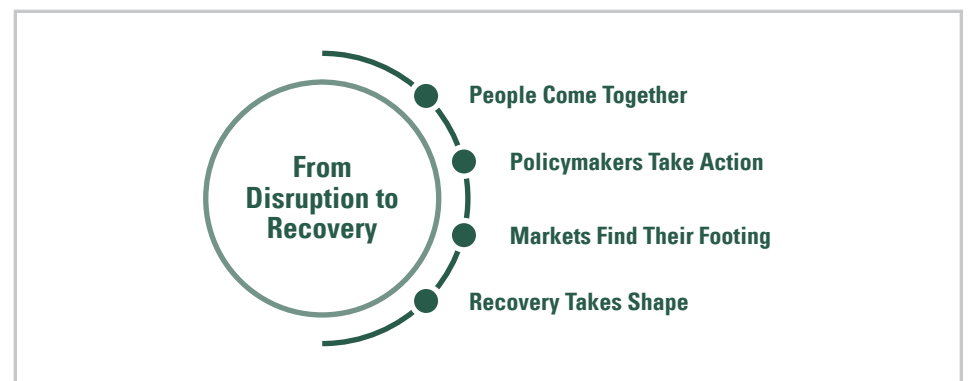 From
Disruption to
Recovery
People Come Together
Policymakers Take Action
Markets Find Their Footing
Recovery Takes Shape